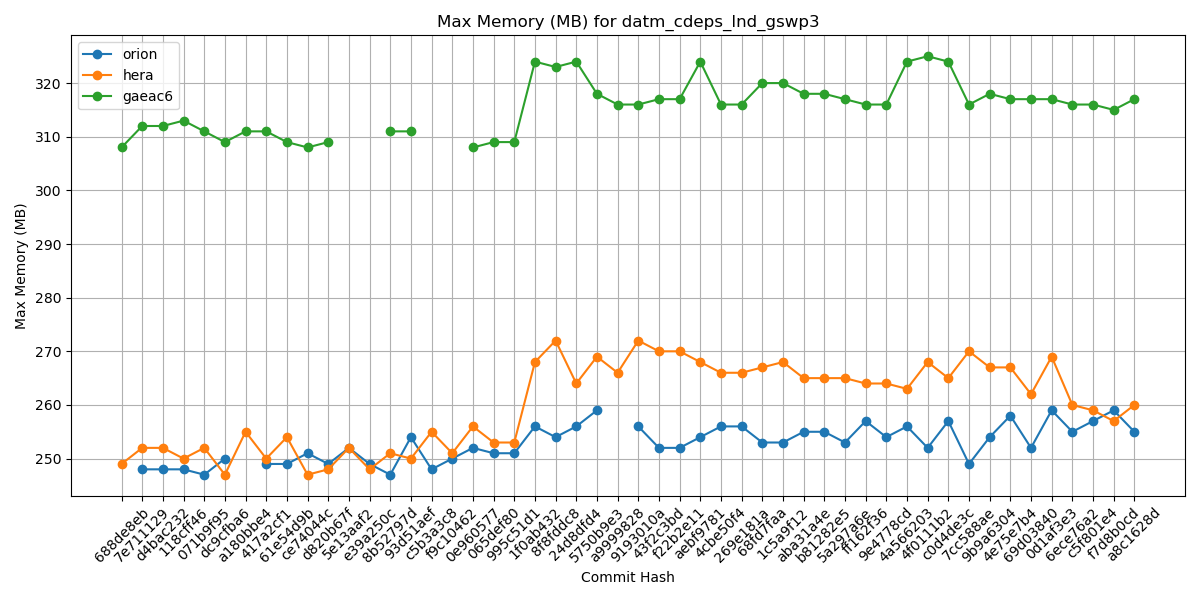 Max Memory (MB) for datm_cdeps_lnd_gswp3
orion
hera
gaeac6
Max Memory (MB)
320
310
300
290
280
270
260
250
688de8eb
7e711129
d4bac232
118cff46
071b9f95
dc9cfba6
a180bbe4
417a2cf1
61e54d9b
ce74044c
d820b67f
5e13aaf2
e39a250c
8b52797d
93d51aef
c5b3a3c8
f9c10462
0e960577
065def80
995c51d1
1f0ab432
8f8fdfdc8
24d8dfd4
5750b9e3
a9999828
9193010a
43f2c3bd
f22b2e11
aebf9781
4cbe50f4
269e181a
68fd7faa
1c5a9f12
aba31a4e
b81282e5
5a297a6e
ff162f36
9e4778cd
4a566203
4f0111b2
c0d4de3c
7cc588ae
9b9a6304
4e75e7b4
69d03840
0d1af3e3
6ece76a2
c5f801e4
f7d8b0cd
a8c1628d
Commit Hash